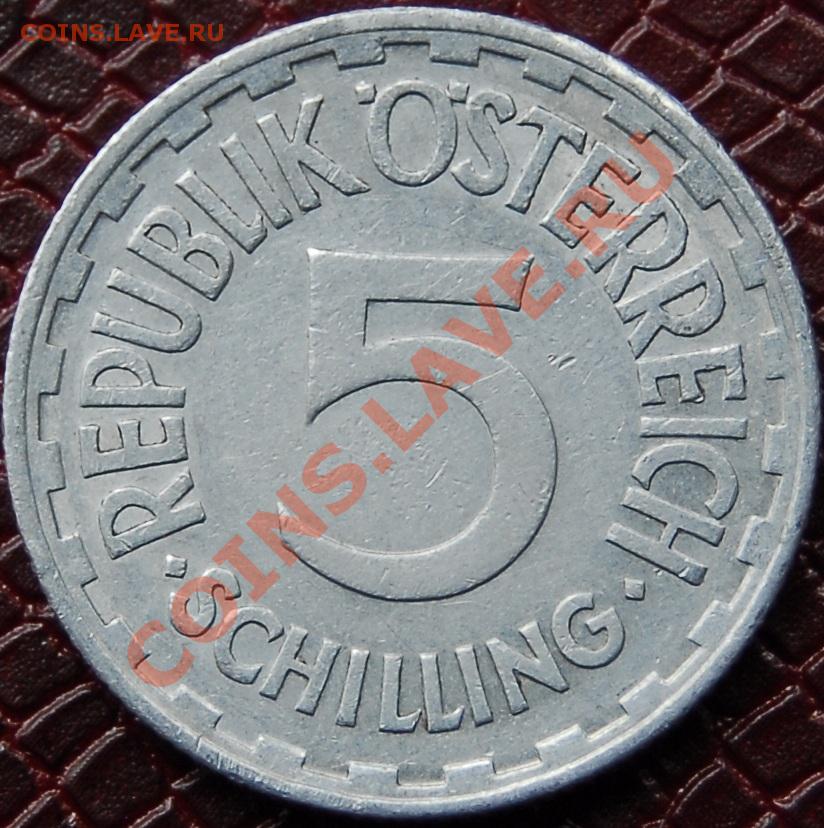 COINS.LAVE.RU
· REPUBLIK ÖSTERREICH ·
5
SCHILLING
COINS.LAVE.RU